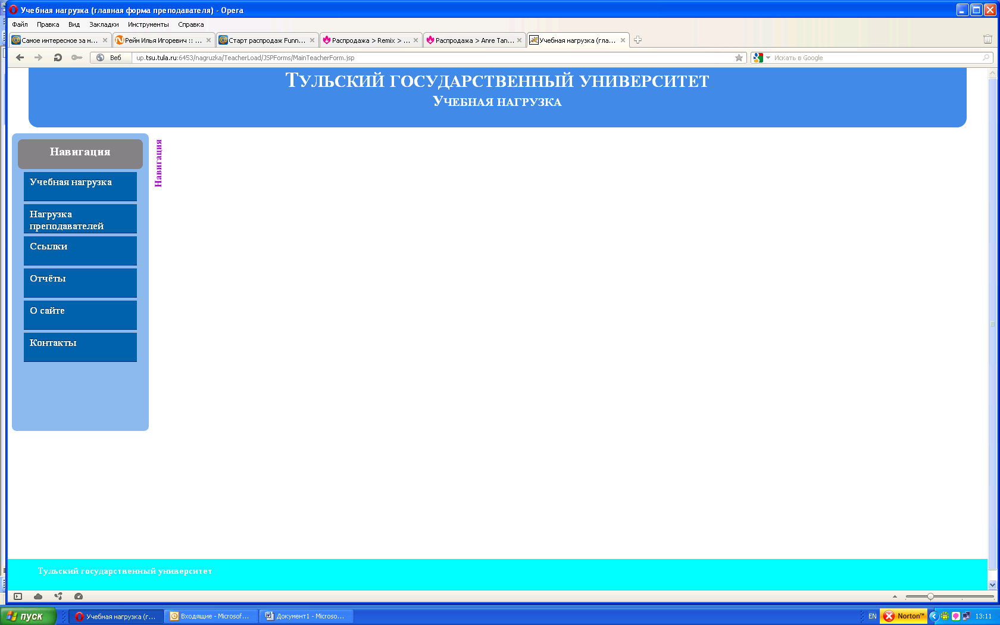 Учебная нагрузка (главная форма преподавателя) - Opera
Файл Правка Вид Закладки Инструменты Справка
Самое интересное за н... Рейм Илья Игоревич :: ... Старт распродаж Funn... Распродажа > Remix > ... Распродажа > Anre Tan... Учебная нагрузка (гла...
Веб up.tsu.tula.ru:6453/nagruzka/TeacherLoad/JSPForms/MainTeacherForm.jsp Искать в Google
Тульский государственный университет
Учебная нагрузка
Навигация
Навигация
Учебная нагрузка
Нагрузка
преподавателей
Ссылки
Отчёты
О сайте
Контакты
Тульский государственный университет
пуск Учебная нагрузка (г... Входящие - Microsof... Документ1 - Microso... EN Norton™ 13:11